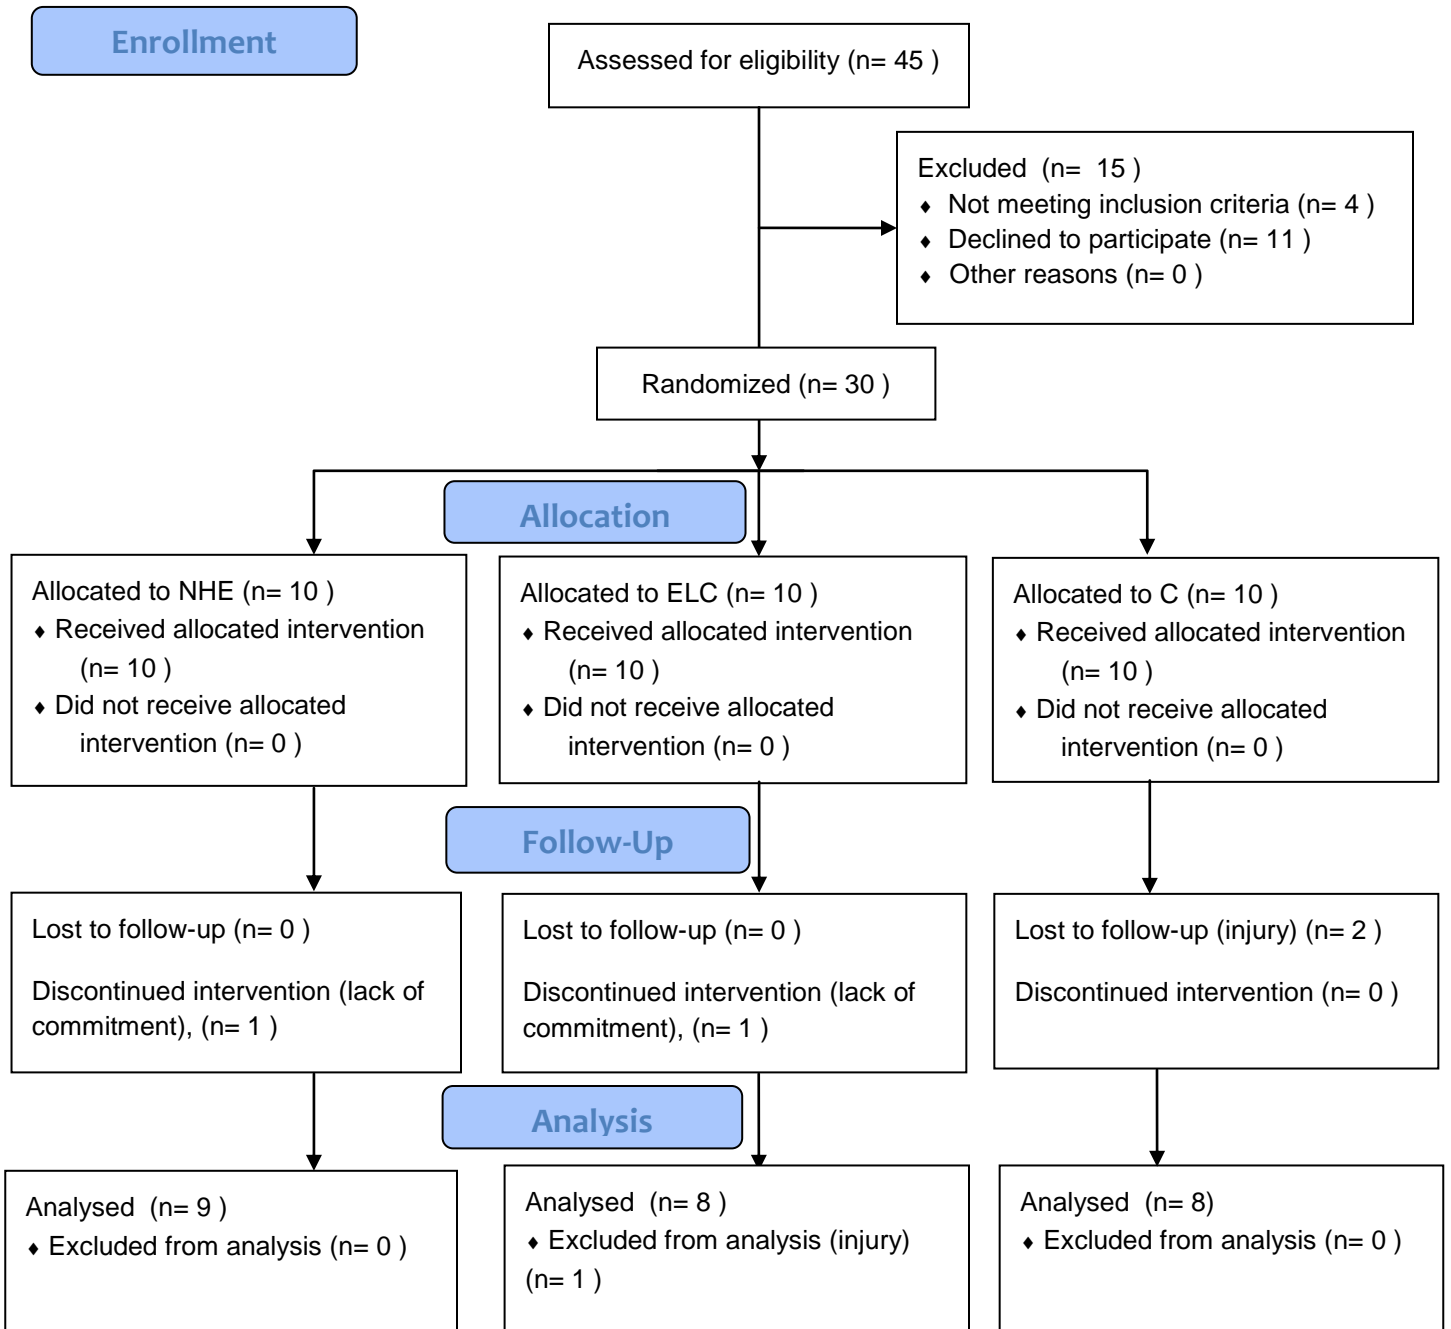 Enrollment
Assessed for eligibility (n= 45 )
Excluded  (n=  15 )
♦ Not meeting inclusion criteria (n= 4 )
♦ Declined to participate (n= 11 )
♦ Other reasons (n= 0 )
Randomized (n= 30 )
Allocation
Allocated to NHE (n= 10 )
♦ Received allocated intervention
(n= 10 )
♦ Did not receive allocated
intervention (n= 0 )
Allocated to ELC (n= 10 )
♦ Received allocated intervention
(n= 10 )
♦ Did not receive allocated
intervention (n= 0 )
Allocated to C (n= 10 )
♦ Received allocated intervention
(n= 10 )
♦ Did not receive allocated
intervention (n= 0 )
Follow-Up
Lost to follow-up (n= 0 )
Discontinued intervention (lack of
commitment), (n= 1 )
Lost to follow-up (n= 0 )
Discontinued intervention (lack of
commitment), (n= 1 )
Lost to follow-up (injury) (n= 2 )
Discontinued intervention (n= 0 )
Analysis
Analysed  (n= 9 )
♦ Excluded from analysis (n= 0 )
Analysed  (n= 8 )
♦ Excluded from analysis (injury)
(n= 1 )
Analysed  (n= 8)
♦ Excluded from analysis (n= 0 )